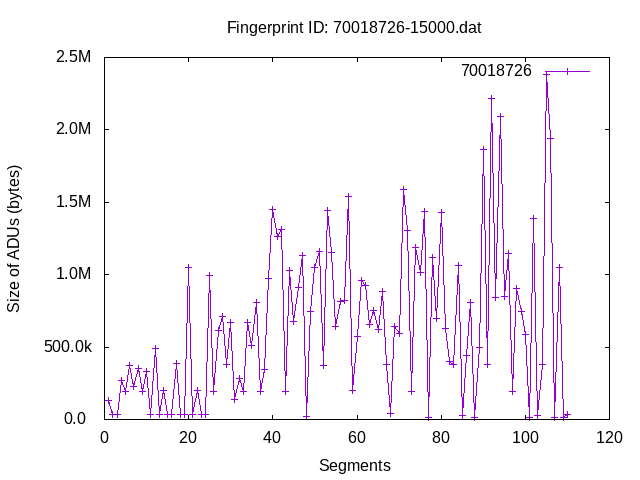 Fingerprint ID: 70018726-15000.dat
2.5M
70018726
2.0M
1.5M
1.0M
500.0k
0.0
0 20 40 60 80 100 120
Size of ADUs (bytes)
Segments